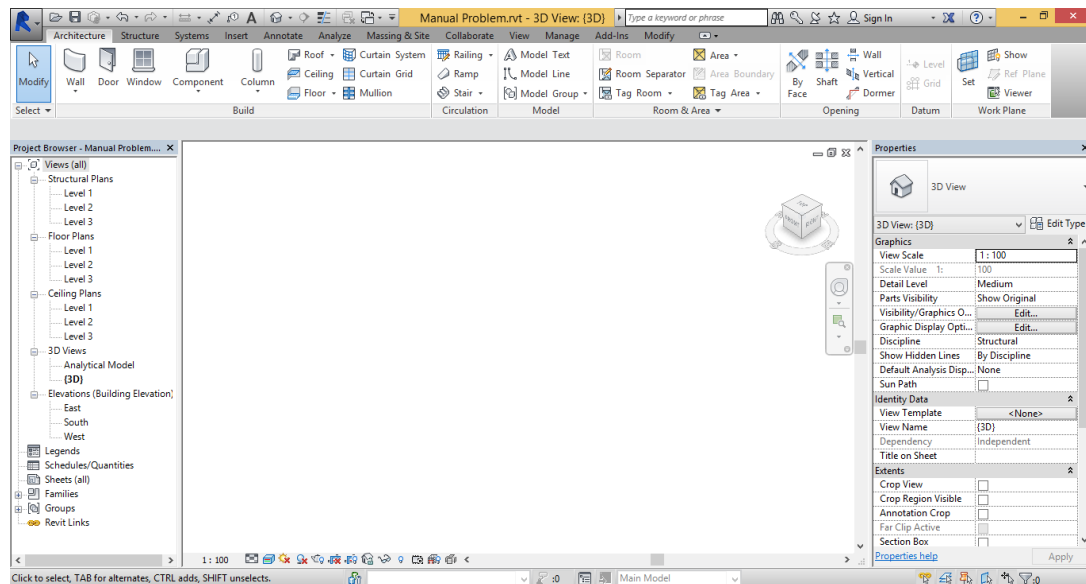 Manual Problem.rvt - 3D View: {3D}
Type a keyword or phrase
Sign In
Architecture Structure Systems Insert Annotate Analyze Massing & Site Collaborate View Manage Add-Ins Modify
Modify
Wall Door Window Component Column
Roof Curtain System
Ceiling Curtain Grid
Floor Mullion
Railing
Ramp
Stair
Model Text
Model Line
Model Group
Room Area
Room Separator Area Boundary
Tag Room Tag Area
By Face
Shaft
Wall
Vertical
Dormer
Level
Grid
Set
Show
Ref Plane
Viewer
Select Build Circulation Model Room & Area Opening Datum Work Plane
Project Browser - Manual Problem....
Views (all)
Structural Plans
Level 1
Level 2
Level 3
Floor Plans
Level 1
Level 2
Level 3
Ceiling Plans
Level 1
Level 2
Level 3
3D Views
Analytical Model
{3D}
Elevations (Building Elevation)
East
South
West
Legends
Schedules/Quantities
Sheets (all)
Families
Groups
Revit Links
Properties
3D View
3D View: {3D} Edit Type
Graphics
View Scale 1 : 100
Scale Value 1: 100
Detail Level Medium
Parts Visibility Show Original
Visibility/Graphics O... Edit...
Graphic Display Opti... Edit...
Discipline Structural
Show Hidden Lines By Discipline
Default Analysis Disp... None
Sun Path
Identity Data
View Template <None>
View Name {3D}
Dependency Independent
Title on Sheet
Extents
Crop View
Crop Region Visible
Annotation Crop
Far Clip Active
Section Box
Properties help Apply
1 : 100
Click to select, TAB for alternates, CTRL adds, SHIFT unselects.
:0
Main Model
:0